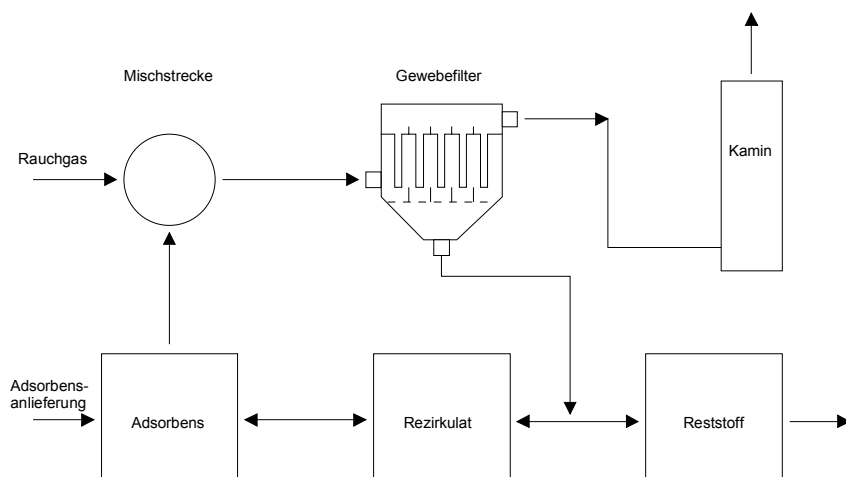 Mischstrecke
Gewebefilter
Rauchgas
Kamin
Adsorbens-
anlieferung
Adsorbens
Rezirkulat
Reststoff